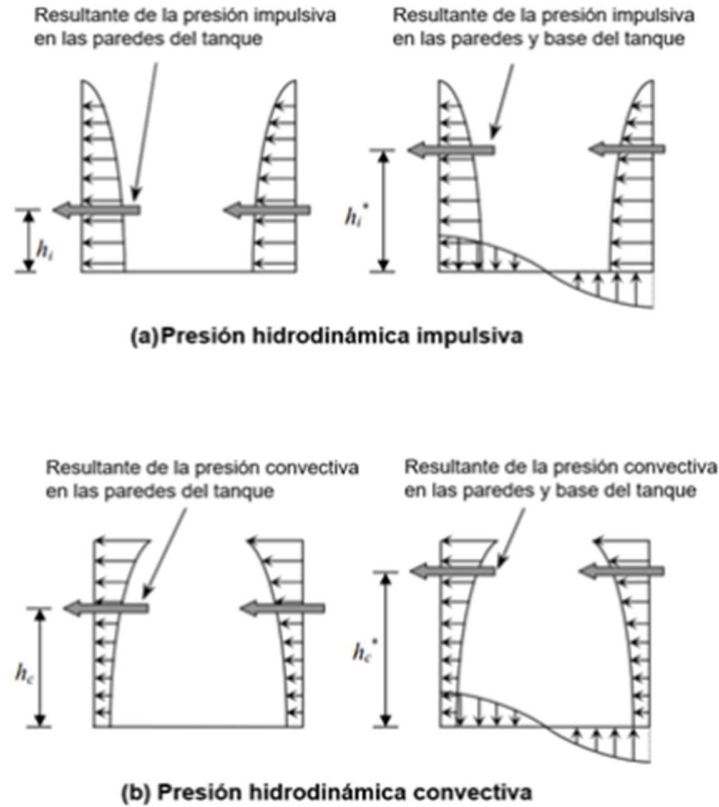 Resultante de la presión impulsiva
en las paredes del tanque
Resultante de la presión impulsiva
en las paredes y base del tanque
h_i
h_i*
(a)Presión hidrodinámica impulsiva
Resultante de la presión convectiva
en las paredes del tanque
Resultante de la presión convectiva
en las paredes y base del tanque
h_c
h_c*
(b) Presión hidrodinámica convectiva